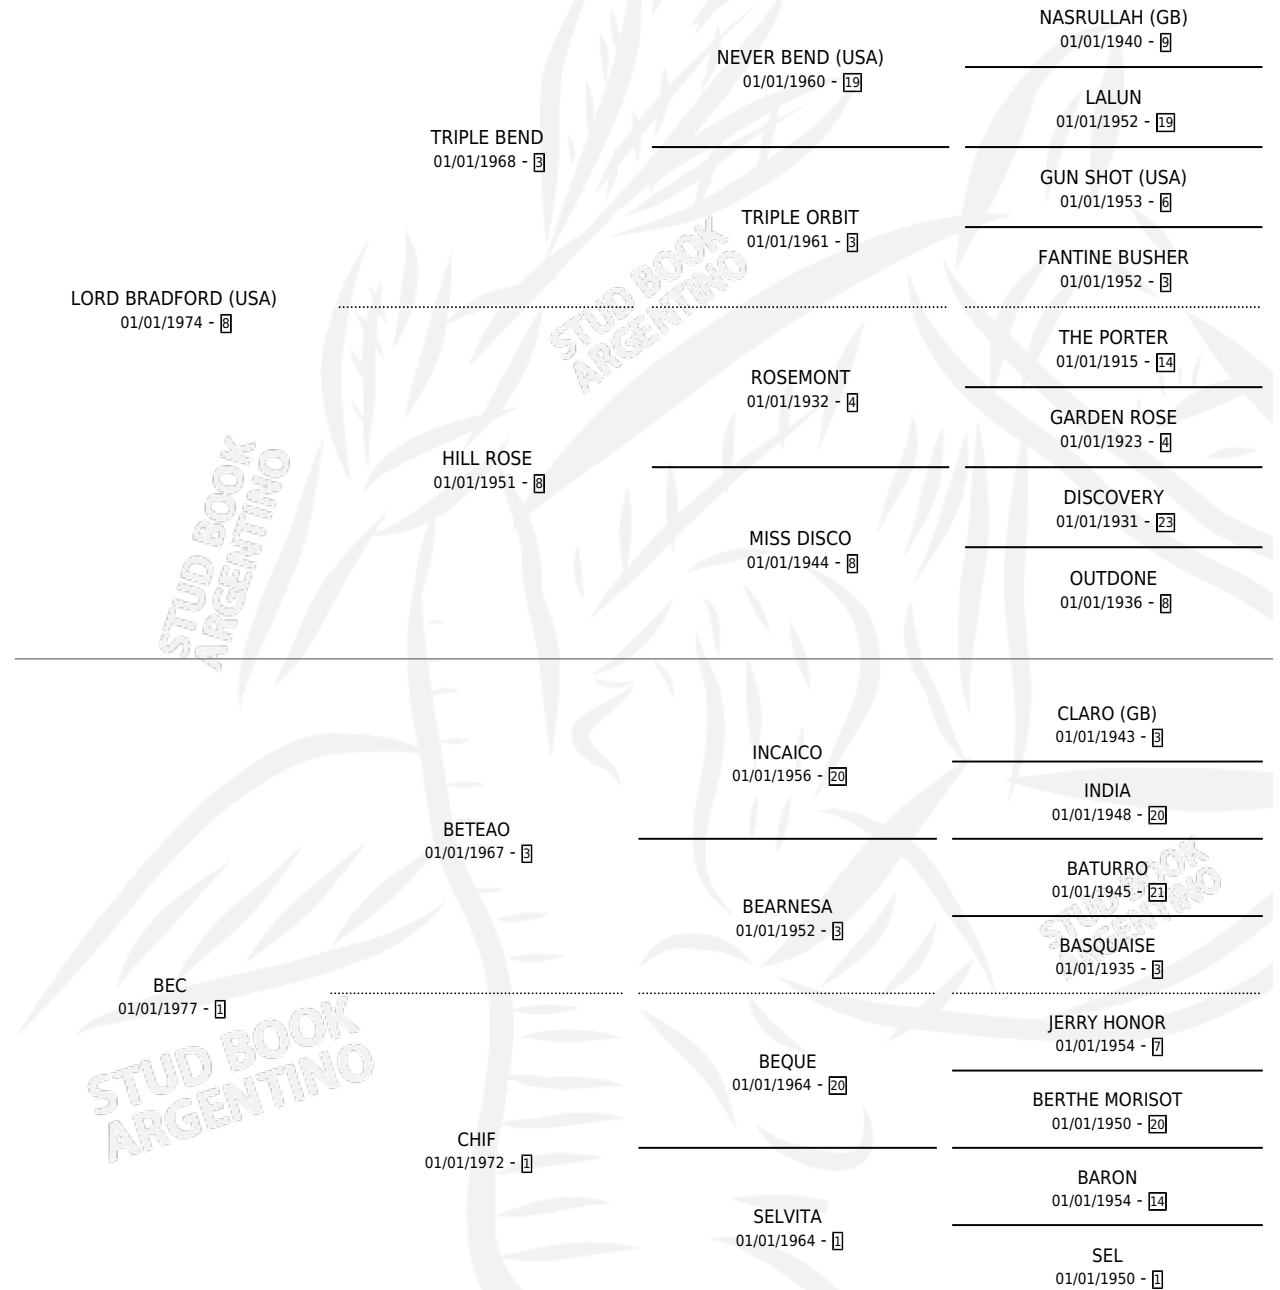 NASRULLAH (GB)
01/01/1940 - 9
NEVER BEND (USA)
01/01/1960 - 19
LALUN
01/01/1952 - 19
TRIPLE BEND
01/01/1968 - 3
GUN SHOT (USA)
01/01/1953 - 6
TRIPLE ORBIT
01/01/1961 - 3
FANTINE BUSHER
01/01/1952 - 3
LORD BRADFORD (USA)
01/01/1974 - 8
THE PORTER
01/01/1915 - 14
ROSEMONT
01/01/1932 - 4
GARDEN ROSE
01/01/1923 - 4
HILL ROSE
01/01/1951 - 8
DISCOVERY
01/01/1931 - 23
MISS DISCO
01/01/1944 - 8
OUTDONE
01/01/1936 - 8
CLARO (GB)
01/01/1943 - 3
INCAICO
01/01/1956 - 20
INDIA
01/01/1948 - 20
BETEAO
01/01/1967 - 3
BATURRO
01/01/1945 - 21
BEARNESA
01/01/1952 - 3
BASQUAISE
01/01/1935 - 3
BEC
01/01/1977 - 1
JERRY HONOR
01/01/1954 - 7
BEQUE
01/01/1964 - 20
BERTHE MORISOT
01/01/1950 - 20
CHIF
01/01/1972 - 1
BARON
01/01/1954 - 14
SELVITA
01/01/1964 - 1
SEL
01/01/1950 - 1
STUD BOOK
ARGENTINO
STUD BOOK
ARGENTINO
STUD BOOK
ARGENTINO
STUD BOOK
ARGENTINO